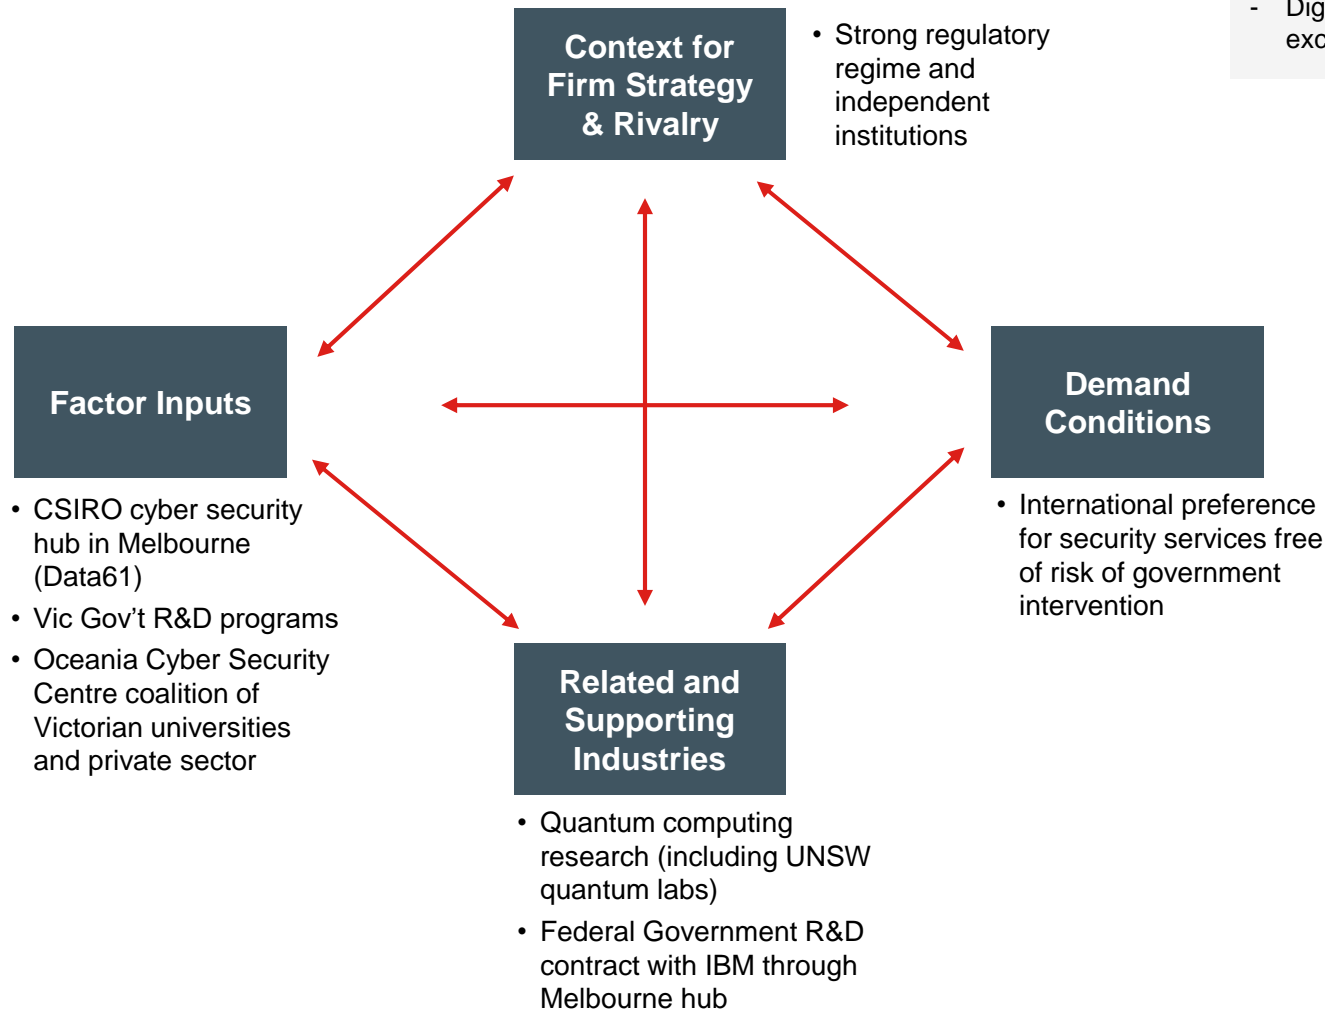 Context for
Firm Strategy
& Rivalry
• Strong regulatory
regime and
independent
institutions
Factor Inputs
• CSIRO cyber security
hub in Melbourne
(Data61)
• Vic Gov’t R&D programs
• Oceania Cyber Security
Centre coalition of
Victorian universities
and private sector
Demand
Conditions
• International preference
for security services free
of risk of government
intervention
Related and
Supporting
Industries
• Quantum computing
research (including UNSW
quantum labs)
• Federal Government R&D
contract with IBM through
Melbourne hub